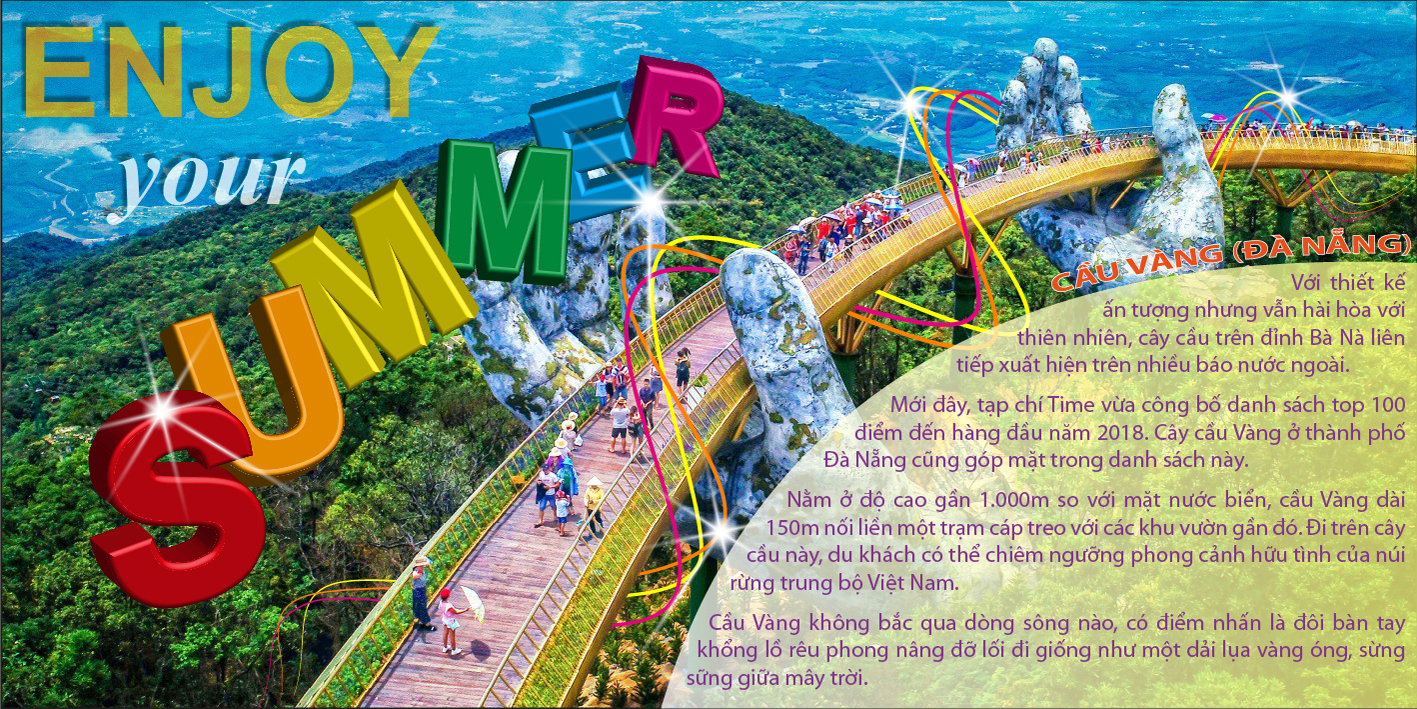 ENJOY
your
SUMMER
CẦU VÀNG (ĐÀ NẴNG)
Với thiết kế
ấn tượng nhưng vẫn hài hòa với
thiên nhiên, cây cầu trên đỉnh Bà Nà liên
tiếp xuất hiện trên nhiều báo nước ngoài.
Mới đây, tạp chí Time vừa công bố danh sách top 100
điểm đến hàng đầu năm 2018. Cây cầu Vàng ở thành phố
Đà Nẵng cũng góp mặt trong danh sách này.
Nằm ở độ cao gần 1.000m so với mặt nước biển, cầu Vàng dài
150m nối liền một trạm cáp treo với các khu vườn gần đó. Đi trên cây
cầu này, du khách có thể chiêm ngưỡng phong cảnh hữu tình của núi
rừng trung bộ Việt Nam.
Cầu Vàng không bắc qua dòng sông nào, có điểm nhấn là đôi bàn tay
khổng lồ rêu phong nâng đỡ lối đi giống như một dải lụa vàng óng, sừng
sững giữa mây trời.